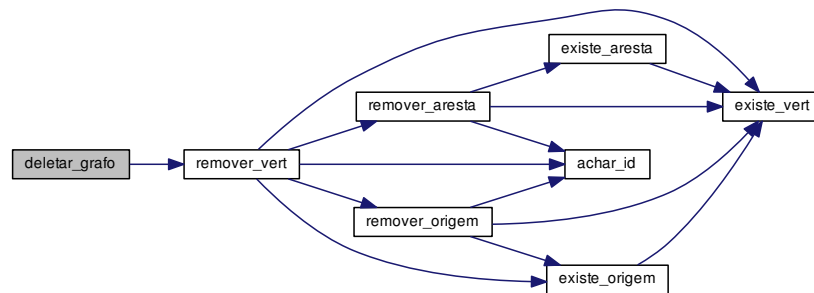 deletar_grafo
remover_vert
remover_aresta
remover_origem
existe_aresta
achar_id
existe_origem
existe_vert